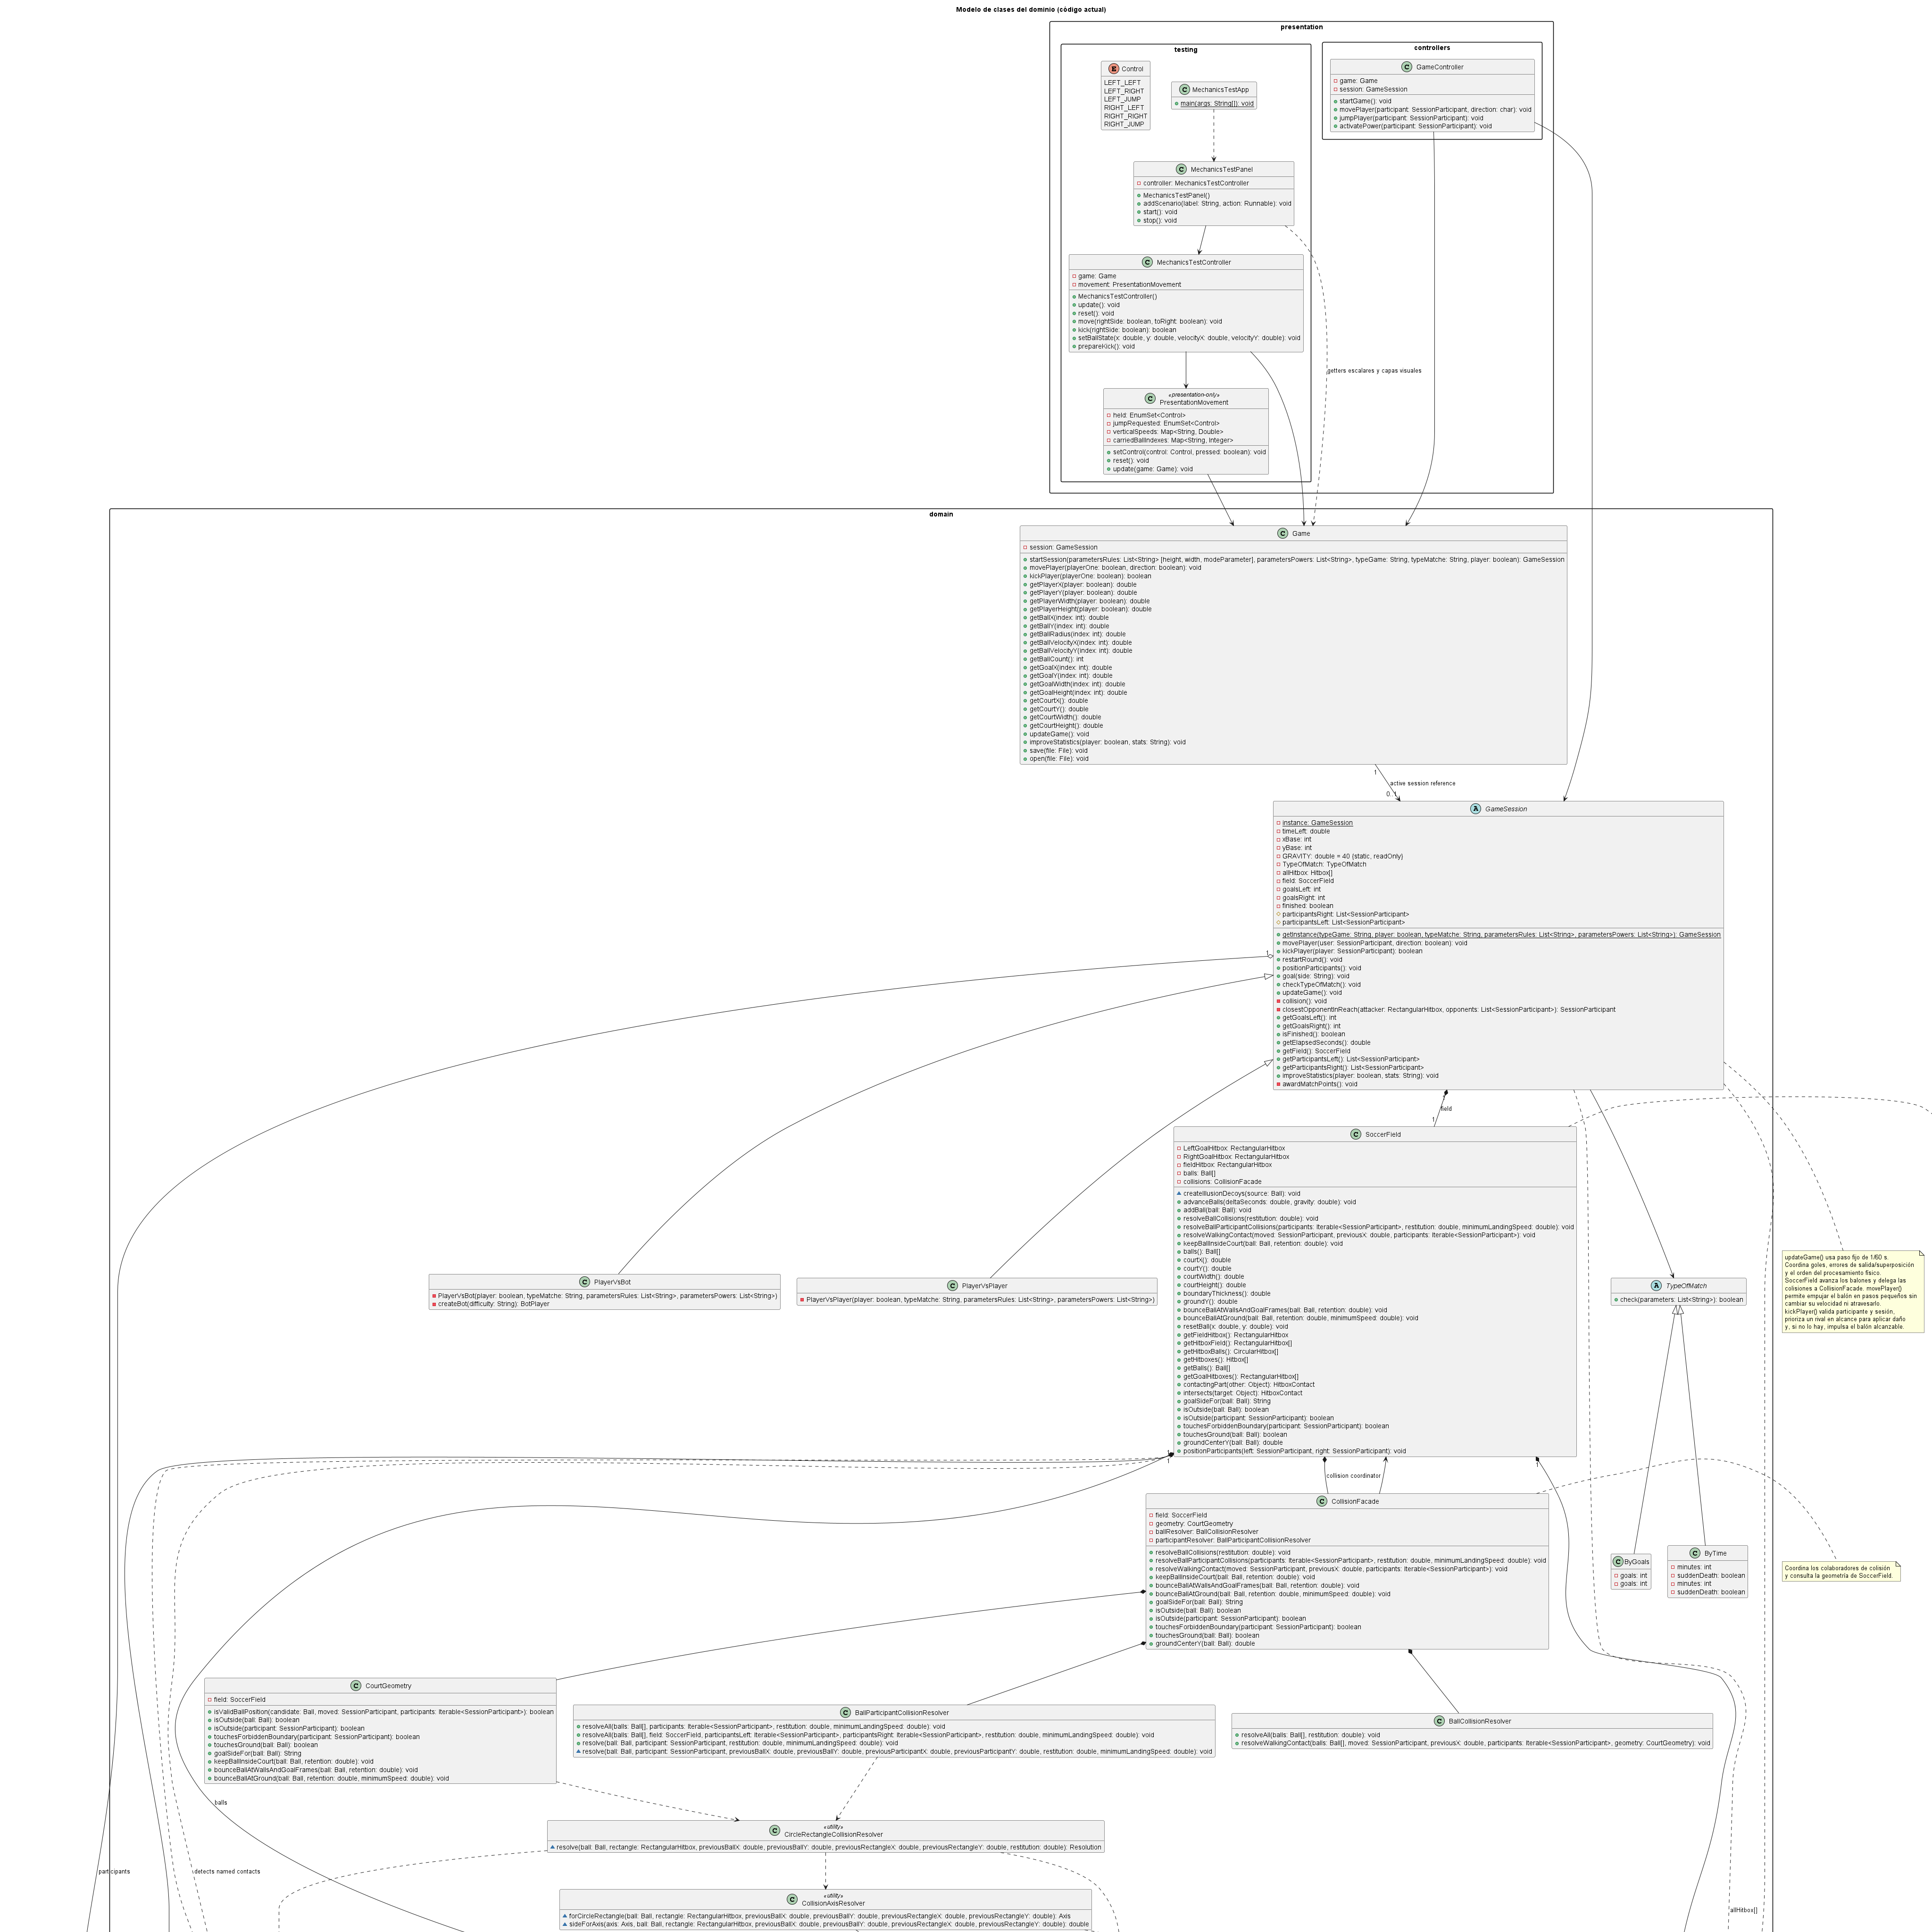 Modelo de clases del dominio (código actual)
presentation
testing
controllers
E Control
LEFT_LEFT
LEFT_RIGHT
LEFT_JUMP
RIGHT_LEFT
RIGHT_RIGHT
RIGHT_JUMP
C MechanicsTestApp
main(args: String[]): void
C GameController
game: Game
session: GameSession
startGame(): void
movePlayer(participant: SessionParticipant, direction: char): void
jumpPlayer(participant: SessionParticipant): void
activatePower(participant: SessionParticipant): void
C MechanicsTestPanel
controller: MechanicsTestController
MechanicsTestPanel()
addScenario(label: String, action: Runnable): void
start(): void
stop(): void
C MechanicsTestController
game: Game
movement: PresentationMovement
MechanicsTestController()
update(): void
reset(): void
move(rightSide: boolean, toRight: boolean): void
kick(rightSide: boolean): boolean
setBallState(x: double, y: double, velocityX: double, velocityY: double): void
prepareKick(): void
getters escalares y capas visuales
«presentation-only»
C PresentationMovement
held: EnumSet<Control>
jumpRequested: EnumSet<Control>
verticalSpeeds: Map<String, Double>
carriedBallIndexes: Map<String, Integer>
setControl(control: Control, pressed: boolean): void
reset(): void
update(game: Game): void
domain
C Game
session: GameSession
startSession(parametersRules: List<String> [height, width, modeParameter], parametersPowers: List<String>, typeGame: String, typeMatche: String, player: boolean): GameSession
movePlayer(playerOne: boolean, direction: boolean): void
kickPlayer(playerOne: boolean): boolean
getPlayerX(player: boolean): double
getPlayerY(player: boolean): double
getPlayerWidth(player: boolean): double
getPlayerHeight(player: boolean): double
getBallX(index: int): double
getBallY(index: int): double
getBallRadius(index: int): double
getBallVelocityX(index: int): double
getBallVelocityY(index: int): double
getBallCount(): int
getGoalX(index: int): double
getGoalY(index: int): double
getGoalWidth(index: int): double
getGoalHeight(index: int): double
getCourtX(): double
getCourtY(): double
getCourtWidth(): double
getCourtHeight(): double
updateGame(): void
improveStatistics(player: boolean, stats: String): void
save(file: File): void
open(file: File): void
1
active session reference
0..1
A GameSession
instance: GameSession
timeLeft: double
xBase: int
yBase: int
GRAVITY: double = 40 {static, readOnly}
TypeOfMatch: TypeOfMatch
allHitbox: Hitbox[]
field: SoccerField
goalsLeft: int
goalsRight: int
finished: boolean
participantsRight: List<SessionParticipant>
participantsLeft: List<SessionParticipant>
getInstance(typeGame: String, player: boolean, typeMatche: String, parametersRules: List<String>, parametersPowers: List<String>): GameSession
movePlayer(user: SessionParticipant, direction: boolean): void
kickPlayer(player: SessionParticipant): boolean
restartRound(): void
positionParticipants(): void
goal(side: String): void
checkTypeOfMatch(): void
updateGame(): void
collision(): void
closestOpponentInReach(attacker: RectangularHitbox, opponents: List<SessionParticipant>): SessionParticipant
getGoalsLeft(): int
getGoalsRight(): int
isFinished(): boolean
getElapsedSeconds(): double
getField(): SoccerField
getParticipantsLeft(): List<SessionParticipant>
getParticipantsRight(): List<SessionParticipant>
improveStatistics(player: boolean, stats: String): void
awardMatchPoints(): void
1
field
1
C SoccerField
LeftGoalHitbox: RectangularHitbox
RightGoalHitbox: RectangularHitbox
fieldHitbox: RectangularHitbox
balls: Ball[]
collisions: CollisionFacade
createIllusionDecoys(source: Ball): void
advanceBalls(deltaSeconds: double, gravity: double): void
addBall(ball: Ball): void
resolveBallCollisions(restitution: double): void
resolveBallParticipantCollisions(participants: Iterable<SessionParticipant>, restitution: double, minimumLandingSpeed: double): void
resolveWalkingContact(moved: SessionParticipant, previousX: double, participants: Iterable<SessionParticipant>): void
keepBallInsideCourt(ball: Ball, retention: double): void
balls(): Ball[]
courtX(): double
courtY(): double
courtWidth(): double
courtHeight(): double
boundaryThickness(): double
groundY(): double
bounceBallAtWallsAndGoalFrames(ball: Ball, retention: double): void
bounceBallAtGround(ball: Ball, retention: double, minimumSpeed: double): void
resetBall(x: double, y: double): void
getFieldHitbox(): RectangularHitbox
getHitboxField(): RectangularHitbox[]
getHitboxBalls(): CircularHitbox[]
getHitboxes(): Hitbox[]
getBalls(): Ball[]
getGoalHitboxes(): RectangularHitbox[]
contactingPart(other: Object): HitboxContact
intersects(target: Object): HitboxContact
goalSideFor(ball: Ball): String
isOutside(ball: Ball): boolean
isOutside(participant: SessionParticipant): boolean
touchesForbiddenBoundary(participant: SessionParticipant): boolean
touchesGround(ball: Ball): boolean
groundCenterY(ball: Ball): double
positionParticipants(left: SessionParticipant, right: SessionParticipant): void
C PlayerVsBot
PlayerVsBot(player: boolean, typeMatche: String, parametersRules: List<String>, parametersPowers: List<String>)
createBot(difficulty: String): BotPlayer
C PlayerVsPlayer
PlayerVsPlayer(player: boolean, typeMatche: String, parametersRules: List<String>, parametersPowers: List<String>)
A TypeOfMatch
check(parameters: List<String>): boolean
updateGame() usa paso fijo de 1/60 s.
Coordina goles, errores de salida/superposición
y el orden del procesamiento físico.
SoccerField avanza los balones y delega las
colisiones a CollisionFacade. movePlayer()
permite empujar el balón en pasos pequeños sin
cambiar su velocidad ni atravesarlo.
kickPlayer() valida participante y sesión,
prioriza un rival en alcance para aplicar daño
y, si no lo hay, impulsa el balón alcanzable.
1
1
collision coordinator
C CollisionFacade
field: SoccerField
geometry: CourtGeometry
ballResolver: BallCollisionResolver
participantResolver: BallParticipantCollisionResolver
resolveBallCollisions(restitution: double): void
resolveBallParticipantCollisions(participants: Iterable<SessionParticipant>, restitution: double, minimumLandingSpeed: double): void
resolveWalkingContact(moved: SessionParticipant, previousX: double, participants: Iterable<SessionParticipant>): void
keepBallInsideCourt(ball: Ball, retention: double): void
bounceBallAtWallsAndGoalFrames(ball: Ball, retention: double): void
bounceBallAtGround(ball: Ball, retention: double, minimumSpeed: double): void
goalSideFor(ball: Ball): String
isOutside(ball: Ball): boolean
isOutside(participant: SessionParticipant): boolean
touchesForbiddenBoundary(participant: SessionParticipant): boolean
touchesGround(ball: Ball): boolean
groundCenterY(ball: Ball): double
C ByGoals
goals: int
goals: int
C ByTime
minutes: int
suddenDeath: boolean
minutes: int
suddenDeath: boolean
Coordina los colaboradores de colisión
y consulta la geometría de SoccerField.
C CourtGeometry
field: SoccerField
isValidBallPosition(candidate: Ball, moved: SessionParticipant, participants: Iterable<SessionParticipant>): boolean
isOutside(ball: Ball): boolean
isOutside(participant: SessionParticipant): boolean
touchesForbiddenBoundary(participant: SessionParticipant): boolean
touchesGround(ball: Ball): boolean
goalSideFor(ball: Ball): String
keepBallInsideCourt(ball: Ball, retention: double): void
bounceBallAtWallsAndGoalFrames(ball: Ball, retention: double): void
bounceBallAtGround(ball: Ball, retention: double, minimumSpeed: double): void
C BallParticipantCollisionResolver
resolveAll(balls: Ball[], participants: Iterable<SessionParticipant>, restitution: double, minimumLandingSpeed: double): void
resolveAll(balls: Ball[], field: SoccerField, participantsLeft: Iterable<SessionParticipant>, participantsRight: Iterable<SessionParticipant>, restitution: double, minimumLandingSpeed: double): void
resolve(ball: Ball, participant: SessionParticipant, restitution: double, minimumLandingSpeed: double): void
resolve(ball: Ball, participant: SessionParticipant, previousBallX: double, previousBallY: double, previousParticipantX: double, previousParticipantY: double, restitution: double, minimumLandingSpeed: double): void
C BallCollisionResolver
resolveAll(balls: Ball[], restitution: double): void
resolveWalkingContact(balls: Ball[], moved: SessionParticipant, previousX: double, participants: Iterable<SessionParticipant>, geometry: CourtGeometry): void
balls
«utility»
C CircleRectangleCollisionResolver
resolve(ball: Ball, rectangle: RectangularHitbox, previousBallX: double, previousBallY: double, previousRectangleX: double, previousRectangleY: double, restitution: double): Resolution
participants
detects named contacts
«utility»
C CollisionAxisResolver
forCircleRectangle(ball: Ball, rectangle: RectangularHitbox, previousBallX: double, previousBallY: double, previousRectangleX: double, previousRectangleY: double): Axis
sideForAxis(axis: Axis, ball: Ball, rectangle: RectangularHitbox, previousBallX: double, previousBallY: double, previousRectangleX: double, previousRectangleY: double): double
allHitbox[]